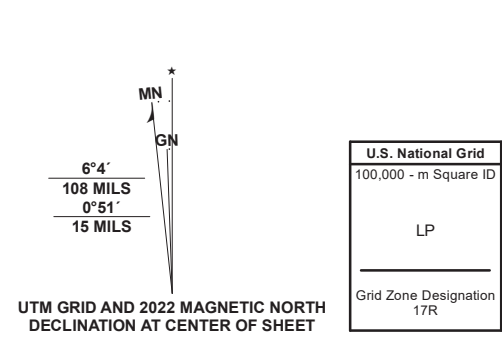 ★
MN
GN
6°4´
108 MILS
0°51´
15 MILS
UTM GRID AND 2022 MAGNETIC NORTH
DECLINATION AT CENTER OF SHEET
U.S. National Grid
100,000 - m Square ID
LP
Grid Zone Designation
17R